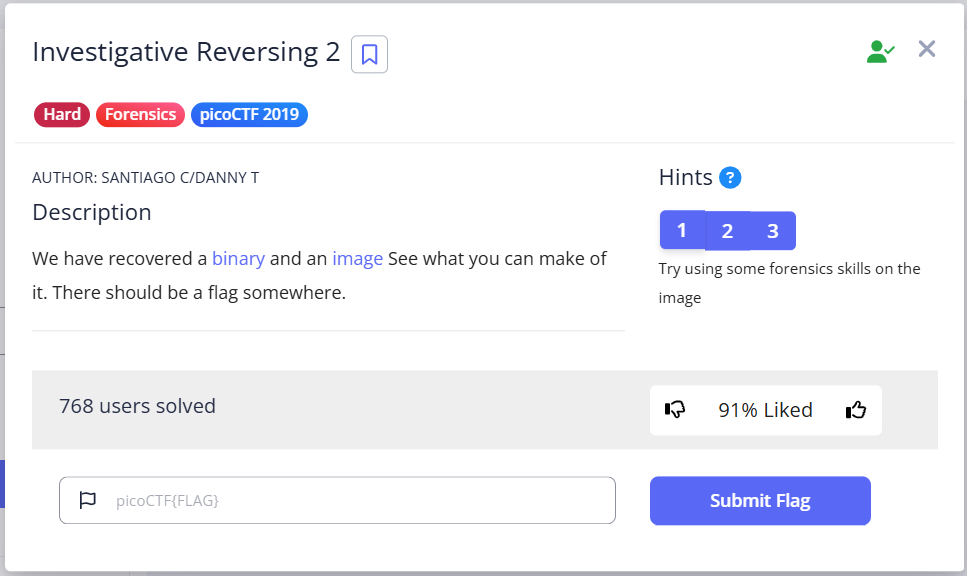 Investigative Reversing 2
Hard Forensics picoCTF 2019
AUTHOR: SANTIAGO C/DANNY T
Description
We have recovered a binary and an image See what you can make of
it. There should be a flag somewhere.
Hints ?
1 2 3
Try using some forensics skills on the
image
768 users solved
91% Liked
picoCTF{FLAG}
Submit Flag